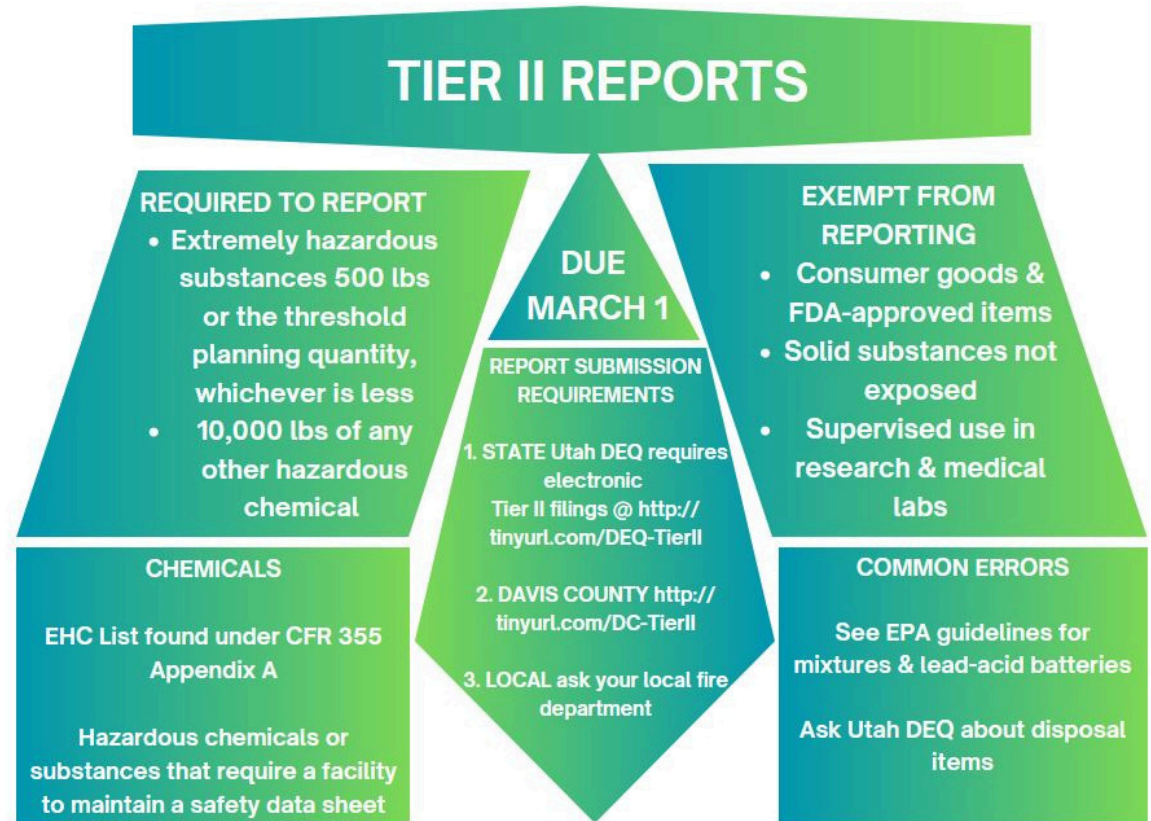 TIER II REPORTS
REQUIRED TO REPORT
• Extremely hazardous
substances 500 lbs
or the threshold
planning quantity,
whichever is less
• 10,000 lbs of any
other hazardous
chemical
DUE
MARCH 1
EXEMPT FROM
REPORTING
• Consumer goods &
FDA-approved items
• Solid substances not
exposed
• Supervised use in
research & medical
labs
CHEMICALS
EHC List found under CFR 355
Appendix A
Hazardous chemicals or
substances that require a facility
to maintain a safety data sheet
REPORT SUBMISSION
REQUIREMENTS
1. STATE Utah DEQ requires
electronic
Tier II filings @ http://
tinyurl.com/DEQ-TierII
2. DAVIS COUNTY http://
tinyurl.com/DC-TierII
3. LOCAL ask your local fire
department
COMMON ERRORS
See EPA guidelines for
mixtures & lead-acid batteries
Ask Utah DEQ about disposal
items